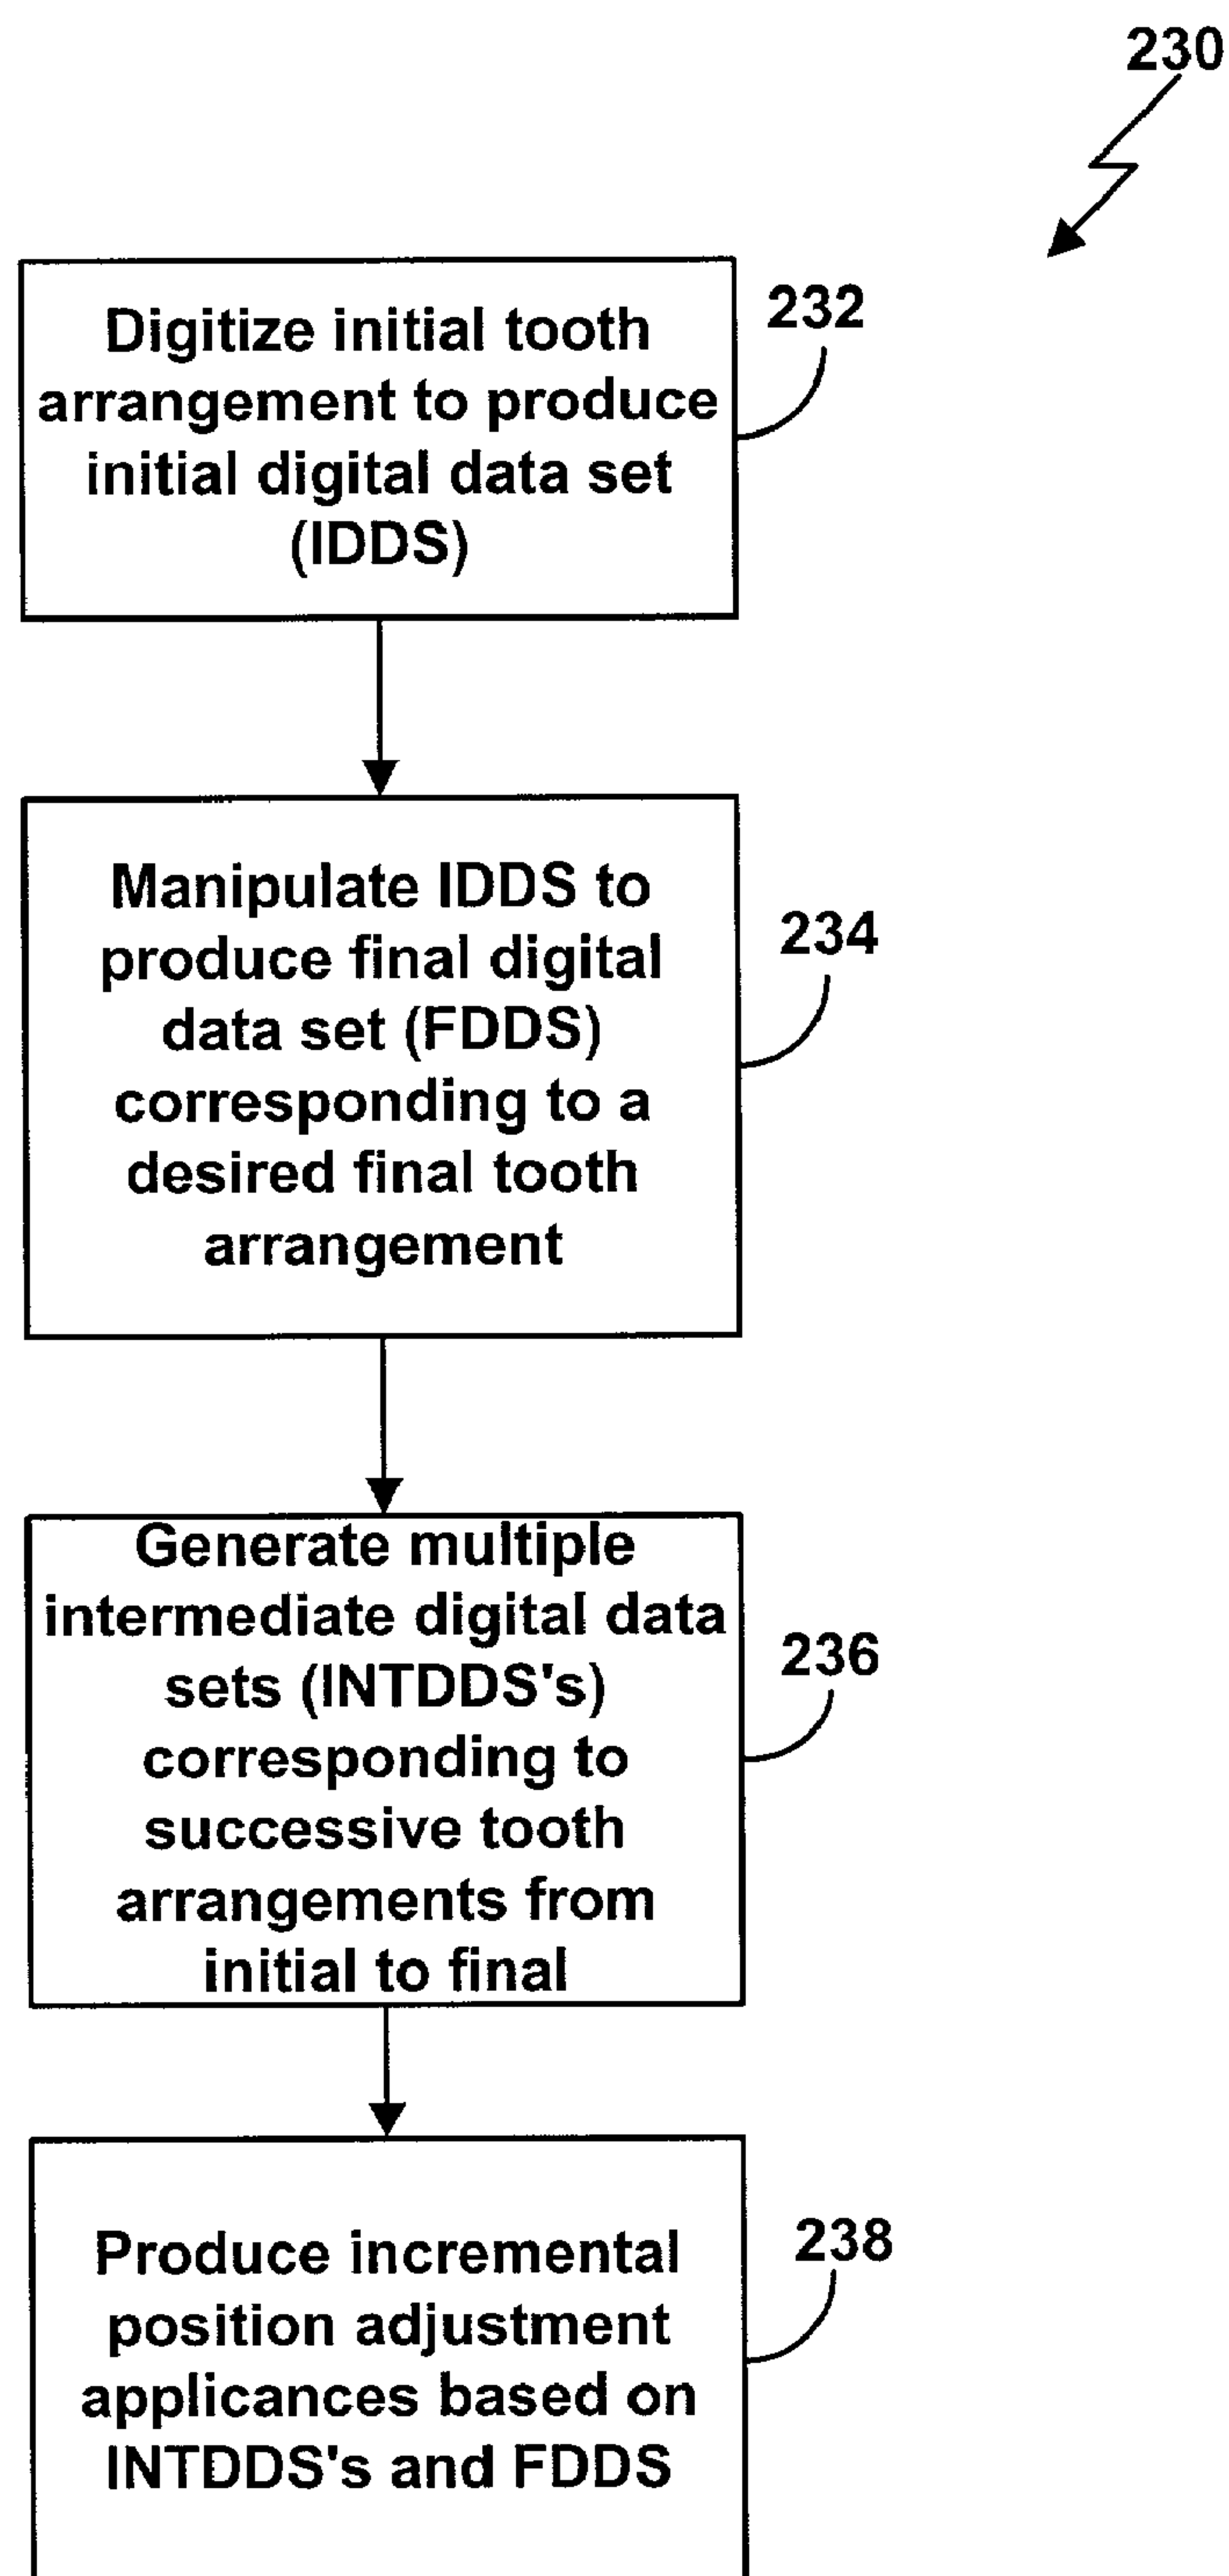 230
Digitize initial tooth
arrangement to produce
initial digital data set
(IDDS)
232
Manipulate IDDS to
produce final digital
data set (FDDS)
corresponding to a
desired final tooth
arrangement
234
Generate multiple
intermediate digital data
sets (INTDDS's)
corresponding to
successive tooth
arrangements from
initial to final
236
Produce incremental
position adjustment
applicances based on
INTDDS's and FDDS
238